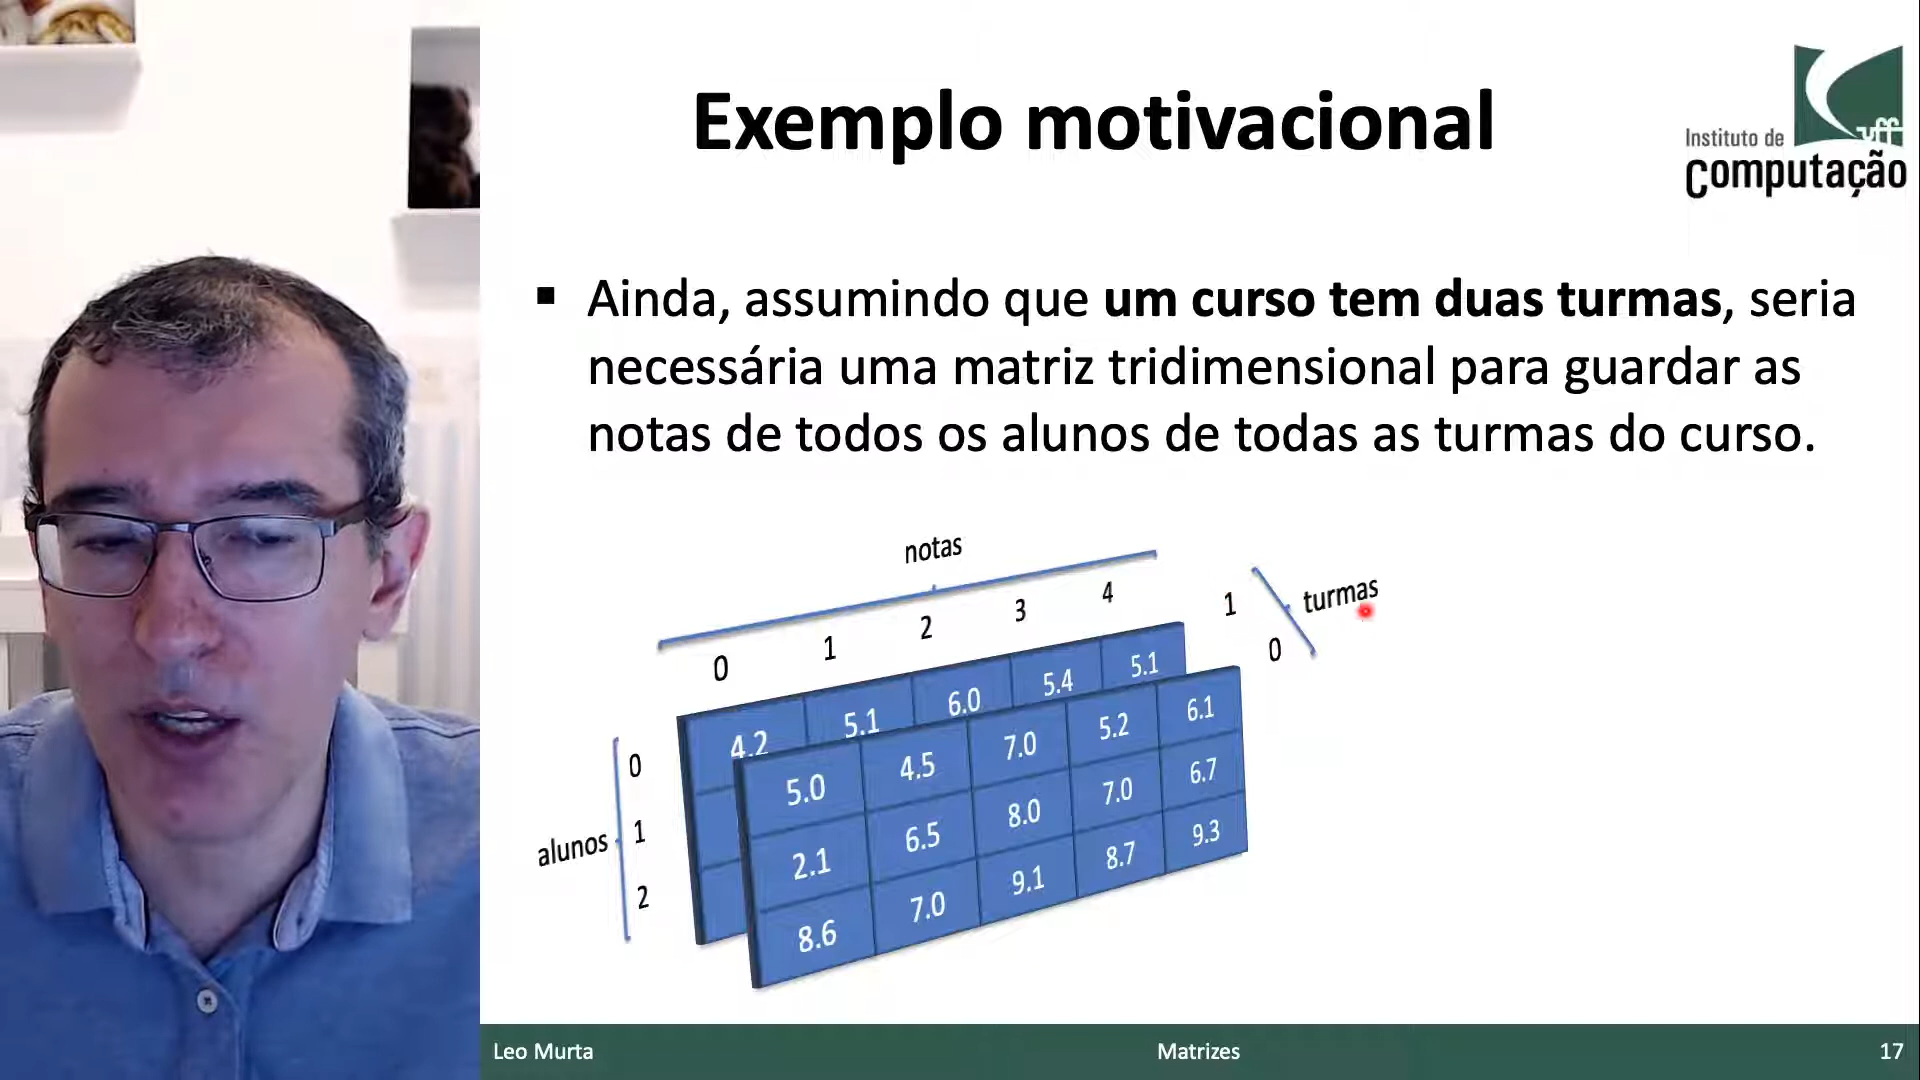 Exemplo motivacional
Instituto de
uff
Computação
▪ Ainda, assumindo que um curso tem duas turmas, seria
necessária uma matriz tridimensional para guardar as
notas de todos os alunos de todas as turmas do curso.
notas
0 1 2 3 4
1 turmas
0
4.2 5.1 6.0 5.4 5.1
alunos
0
1
2
5.0 4.5 7.0 5.2 6.1
2.1 6.5 8.0 7.0 6.7
8.6 7.0 9.1 8.7 9.3
Leo Murta Matrizes 17